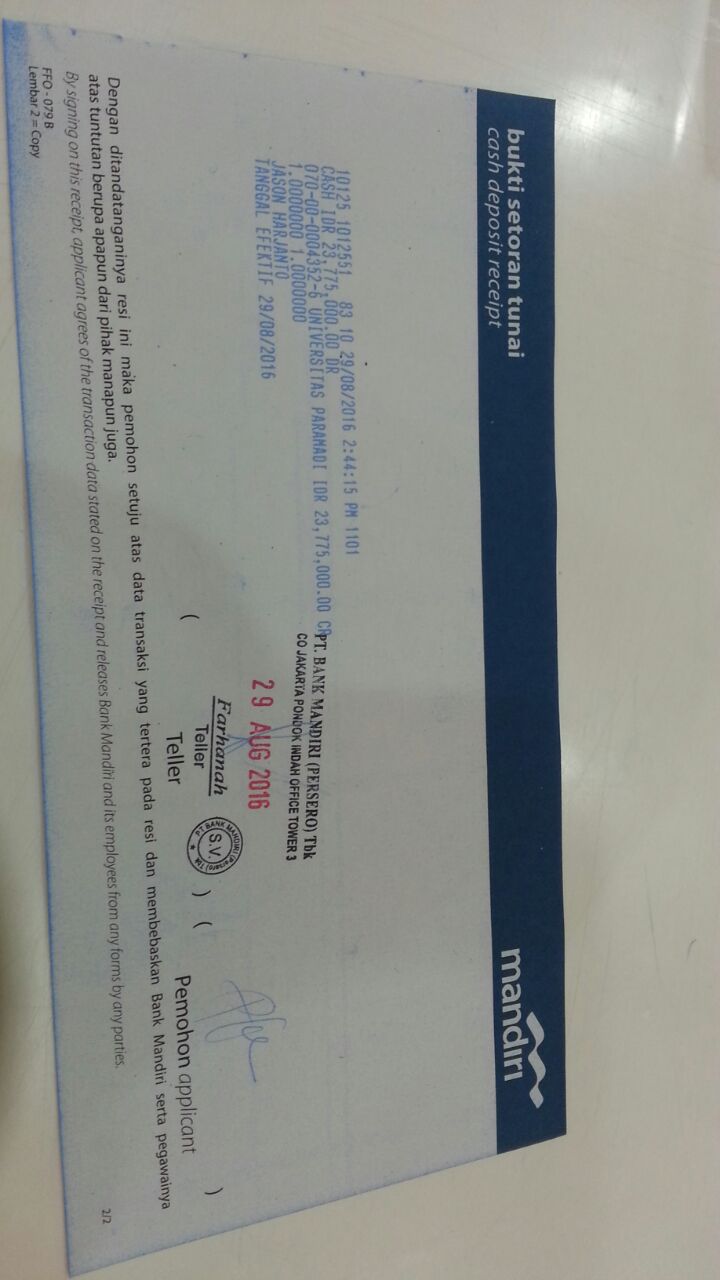 bukti setoran tunai
cash deposit receipt
mandiri
10125 1012551 83 10 29/08/2016 2:44:15 PM 1101
CASH IDR 23,775,000.00 DR
070-00-0004352-6 UNIVERSITAS PARAMADI IDR 23,775,000.00 CR
1.0000000 1.0000000
JASON HARJANTO
TANGGAL EFEKTIF 29/08/2016
PT. BANK MANDIRI (PERSERO) Tbk
CO JAKARTA PONDOK INDAH OFFICE TOWER 3
29 AUG 2016
Farhanah
Teller
PT BANK MANDIRI (Persero) Tbk
S.V.
( ) ( )
Teller Pemohon applicant
Dengan ditandatanganinya resi ini maka pemohon setuju atas data transaksi yang tertera pada resi dan membebaskan Bank Mandiri serta pegawainya
atas tuntutan berupa apapun dari pihak manapun juga.
By signing on this receipt, applicant agrees of the transaction data stated on the receipt and releases Bank Mandiri and its employees from any forms by any parties.
FFO - 079 B
Lembar 2 = Copy
2/2